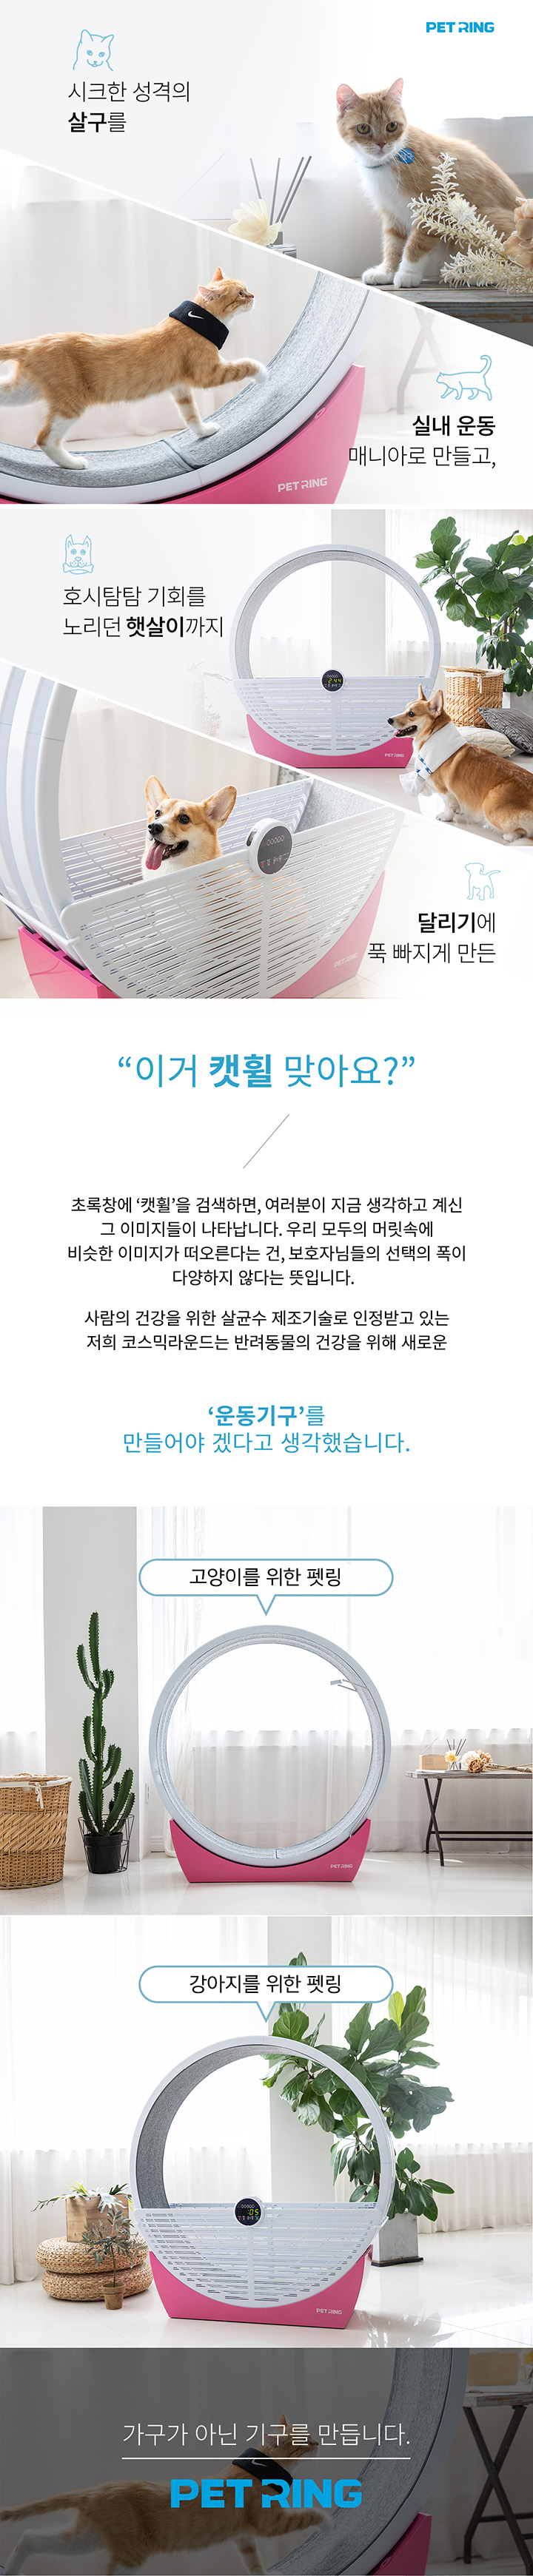 PET RING
시크한 성격의
살구를
실내 운동
매니아로 만들고,
PET RING
호시탐탐 기회를
노리던 햇살이까지
PET RING
달리기에
푹 빠지게 만든
PET RING
“이거 캣휠 맞아요?”
초록창에 ‘캣휠’을 검색하면, 여러분이 지금 생각하고 계신
그 이미지들이 나타납니다. 우리 모두의 머릿속에
비슷한 이미지가 떠오른다는 건, 보호자님들의 선택의 폭이
다양하지 않다는 뜻입니다.
사람의 건강을 위한 살균수 제조기술로 인정받고 있는
저희 코스믹라운드는 반려동물의 건강을 위해 새로운
‘운동기구’를
만들어야 겠다고 생각했습니다.
고양이를 위한 펫링
PET RING
강아지를 위한 펫링
PET RING
가구가 아닌 기구를 만듭니다.
PET RING